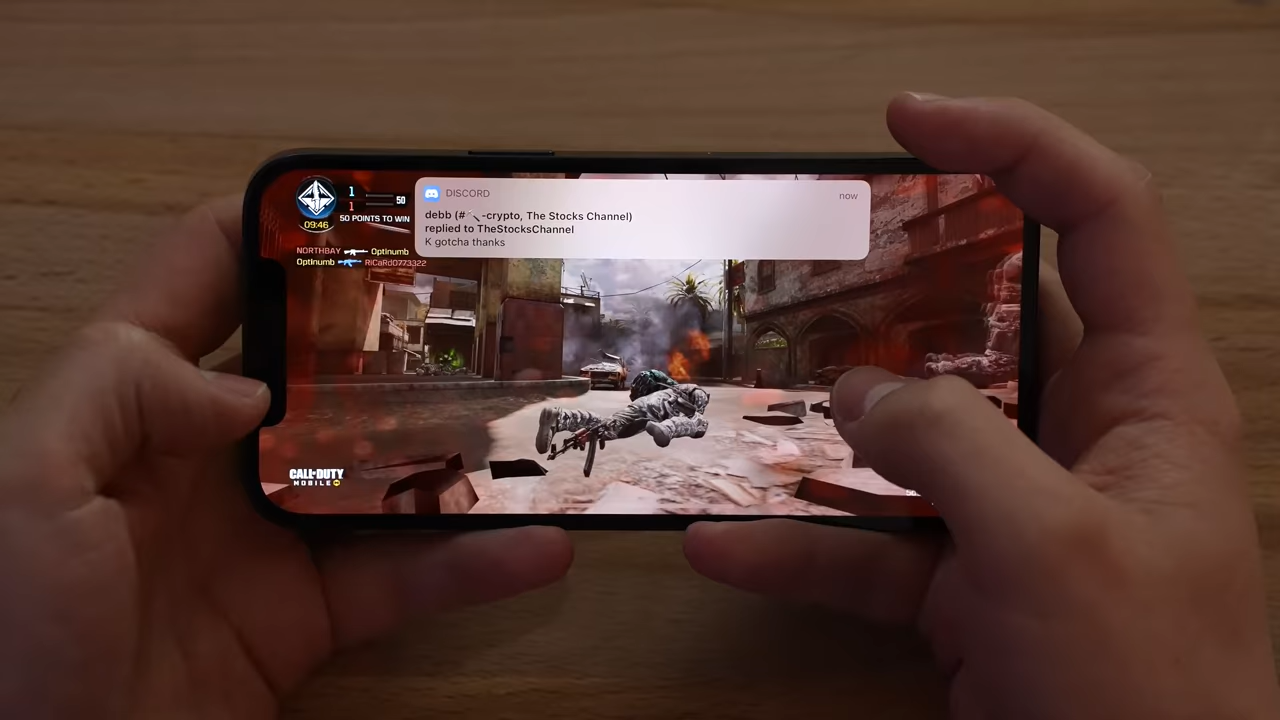 1
50
1
50 POINTS TO WIN
09:46
NORTHBAY Optinumb
Optinumb RiCaRdO773322
DISCORD
now
debb (#🔪-crypto, The Stocks Channel)
replied to TheStocksChannel
K gotcha thanks
CALL OF DUTY
MOBILE